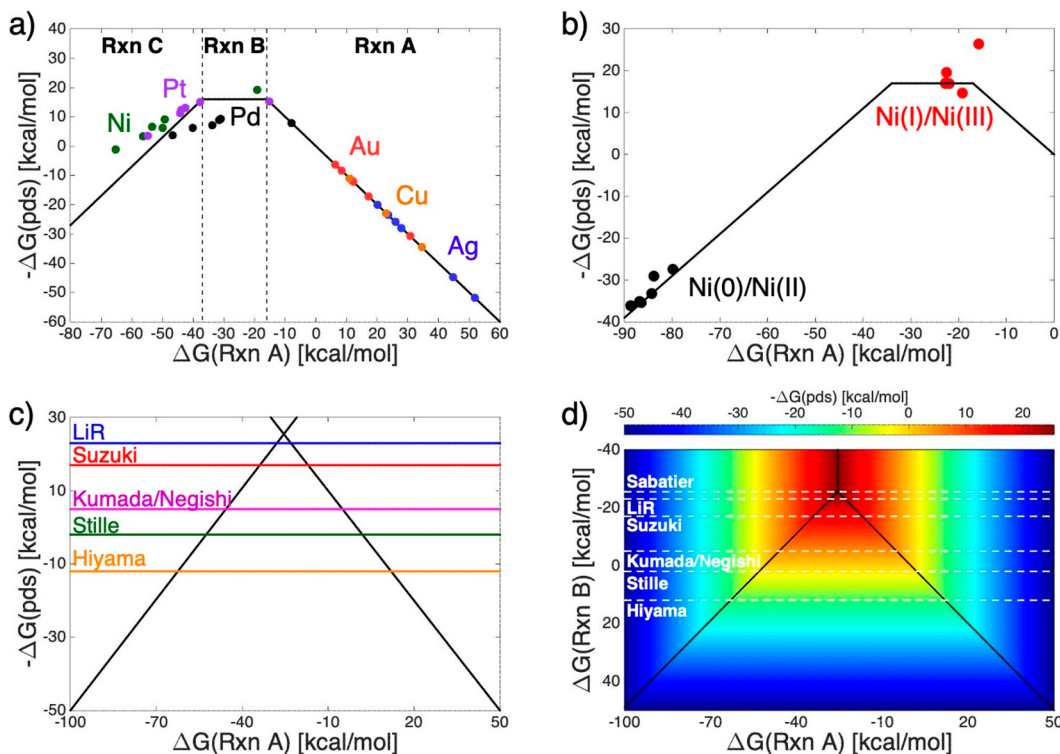 a)
Rxn C
Rxn B
Rxn A
Pt
Ni
Pd
Au
Cu
Ag
40
30
20
10
0
-10
-20
-30
-40
-50
-60
-ΔG(pds) [kcal/mol]
-80 -70 -60 -50 -40 -30 -20 -10 0 10 20 30 40 50 60
ΔG(Rxn A) [kcal/mol]
b)
Ni(I)/Ni(III)
Ni(0)/Ni(II)
30
20
10
0
-10
-20
-30
-40
-ΔG(pds) [kcal/mol]
-90 -80 -70 -60 -50 -40 -30 -20 -10 0
ΔG(Rxn A) [kcal/mol]
c)
LiR
Suzuki
Kumada/Negishi
Stille
Hiyama
30
10
-10
-30
-50
-ΔG(pds) [kcal/mol]
-100 -70 -40 -10 20 50
ΔG(Rxn A) [kcal/mol]
d)
-ΔG(pds) [kcal/mol]
-50 -40 -30 -20 -10 0 10 20
Sabatier
LiR
Suzuki
Kumada/Negishi
Stille
Hiyama
-40
-20
0
20
40
ΔG(Rxn B) [kcal/mol]
-100 -70 -40 -10 20 50
ΔG(Rxn A) [kcal/mol]